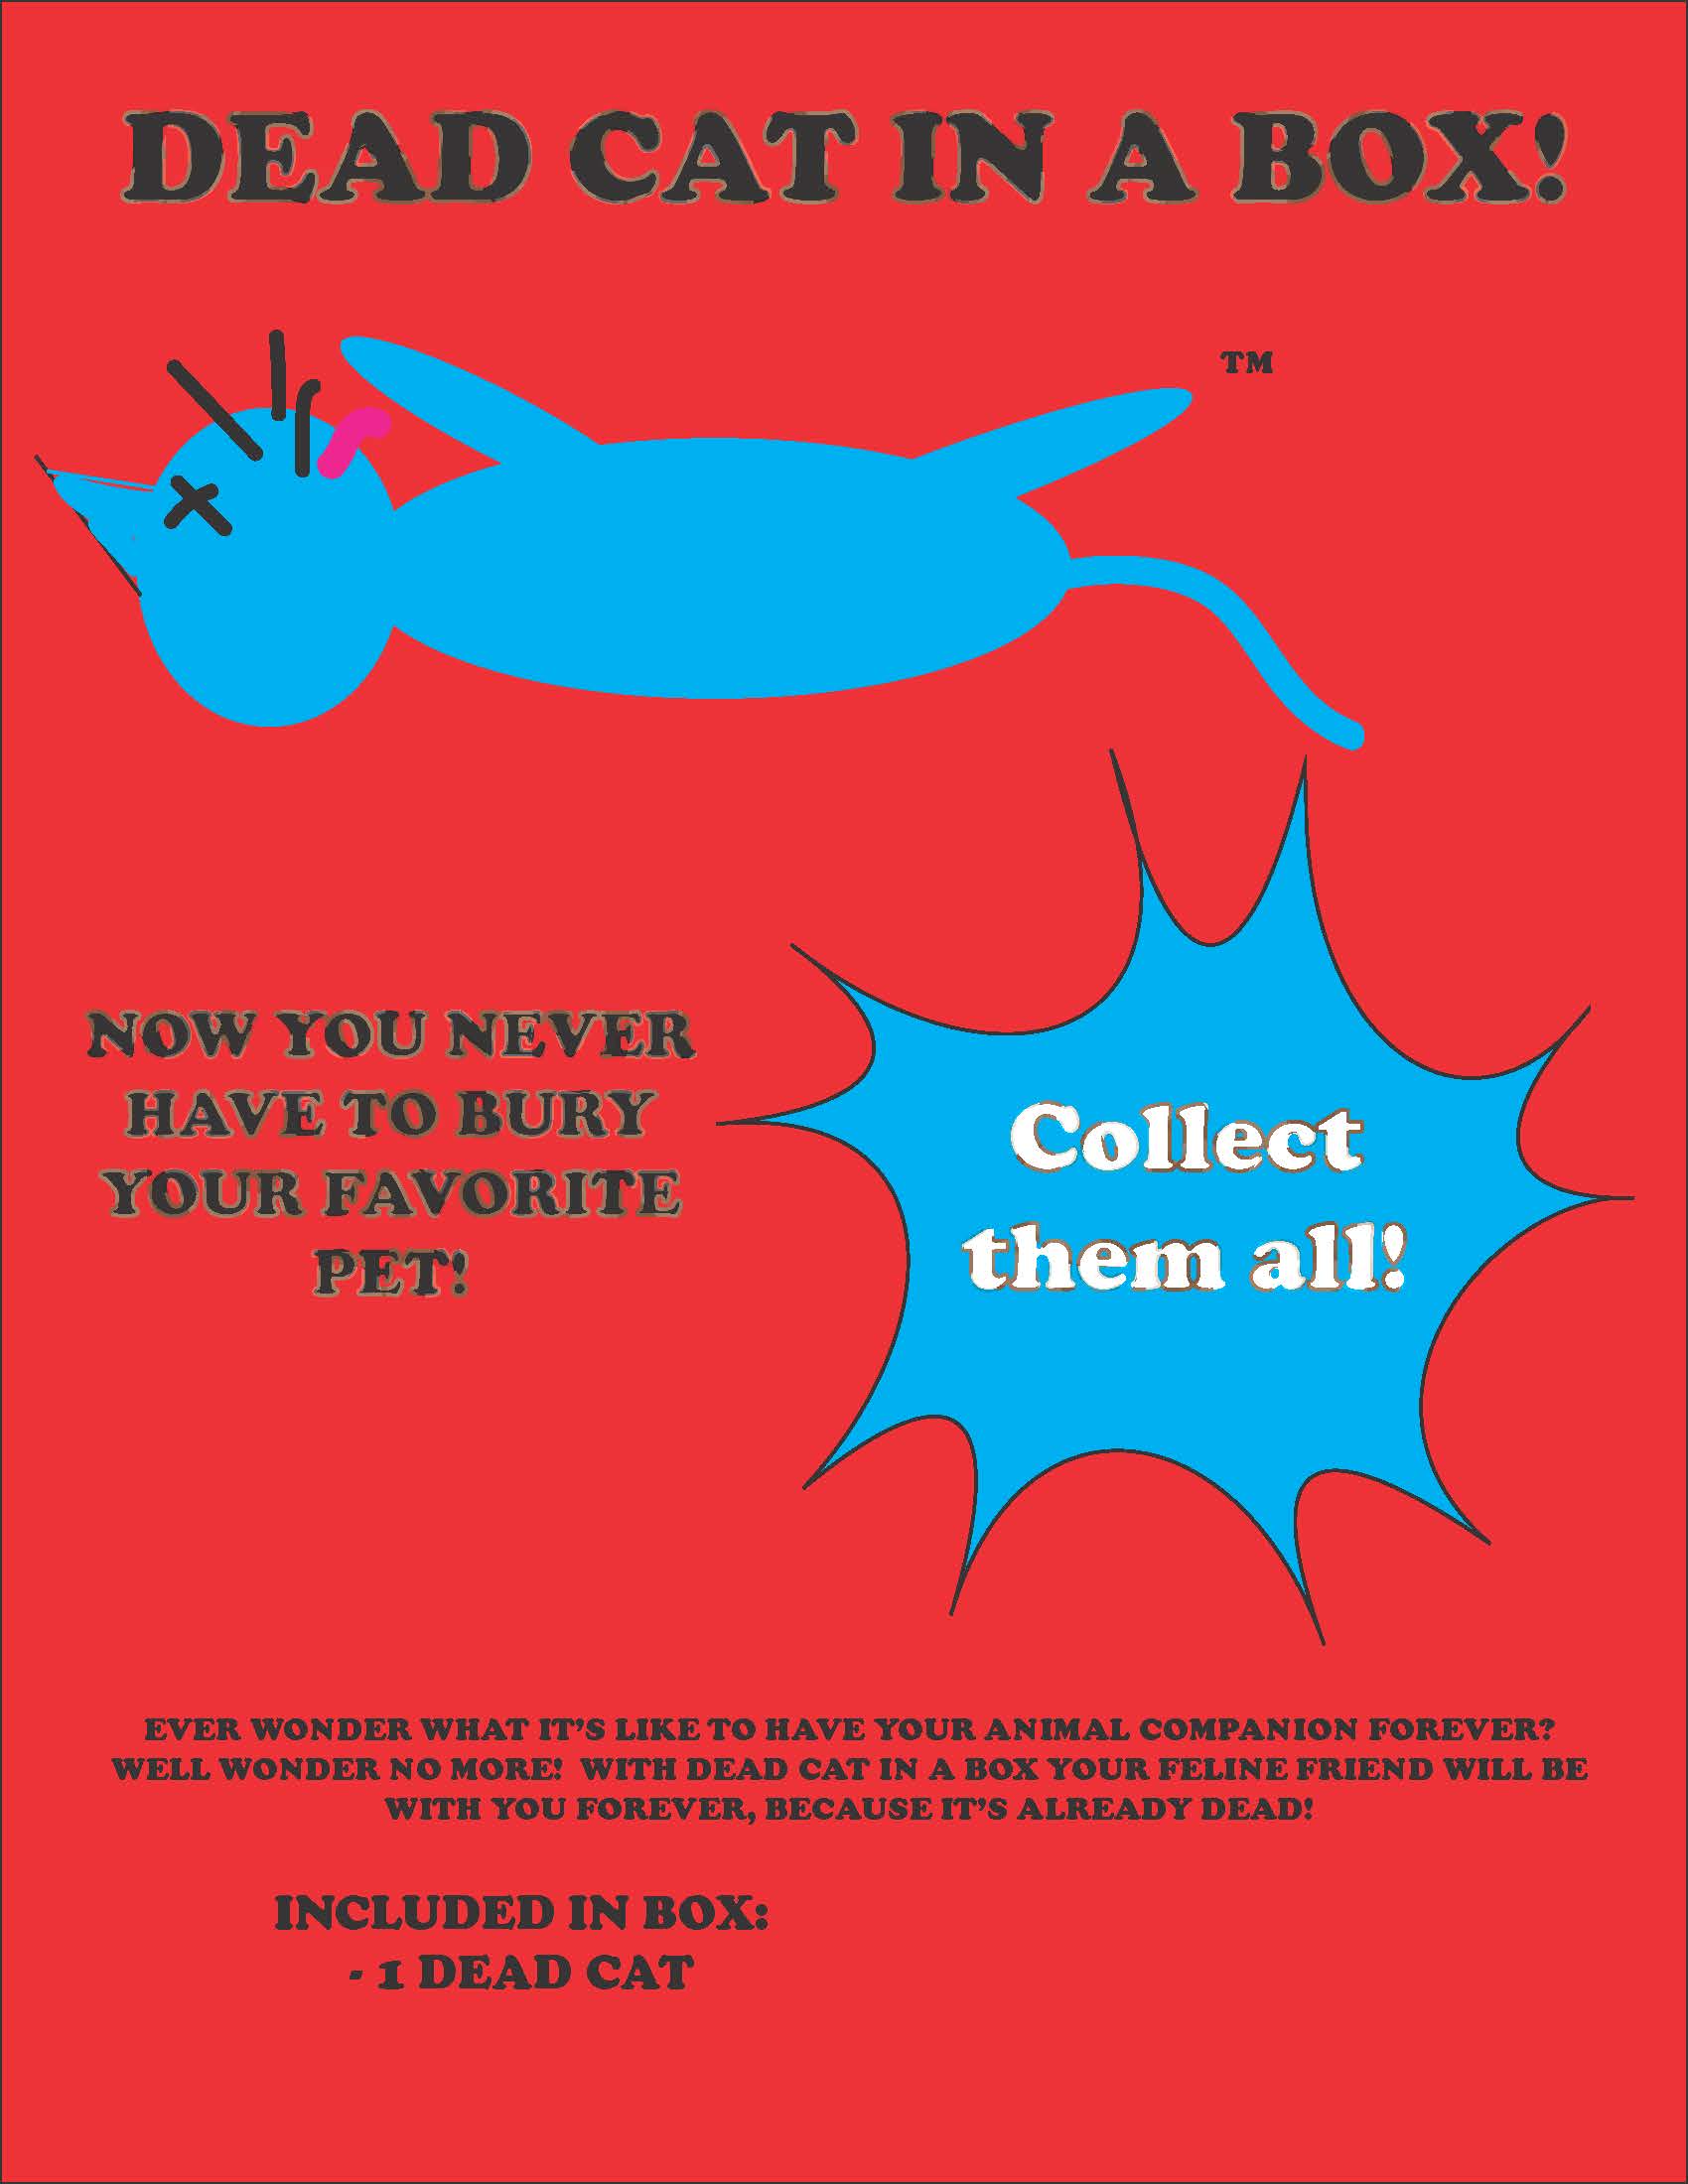 DEAD CAT IN A BOX!
TM
NOW YOU NEVER
HAVE TO BURY
YOUR FAVORITE
PET!
Collect
them all!
EVER WONDER WHAT IT'S LIKE TO HAVE YOUR ANIMAL COMPANION FOREVER?
WELL WONDER NO MORE!  WITH DEAD CAT IN A BOX YOUR FELINE FRIEND WILL BE
WITH YOU FOREVER, BECAUSE IT'S ALREADY DEAD!
INCLUDED IN BOX:
- 1 DEAD CAT